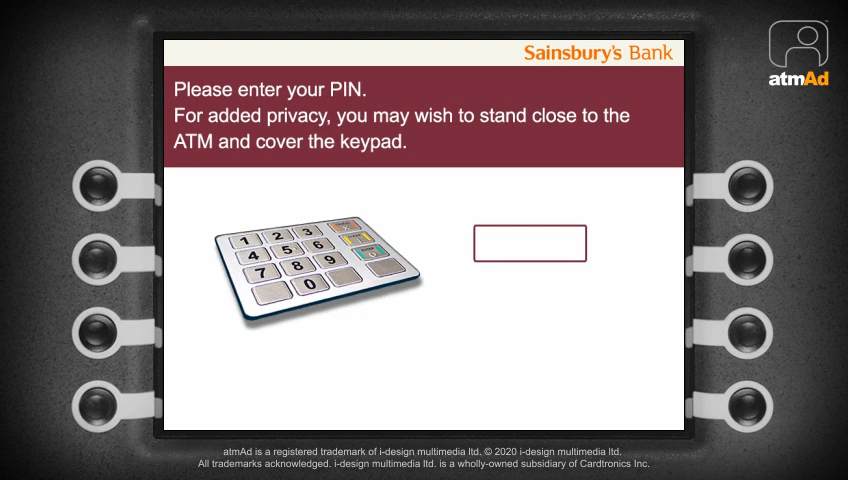 Sainsbury's Bank
atmAd
Please enter your PIN.
For added privacy, you may wish to stand close to the
ATM and cover the keypad.
1 2 3
4 5 6
7 8 9
0
atmAd is a registered trademark of i-design multimedia ltd. © 2020 i-design multimedia ltd.
All trademarks acknowledged. i-design multimedia ltd. is a wholly-owned subsidiary of Cardtronics Inc.